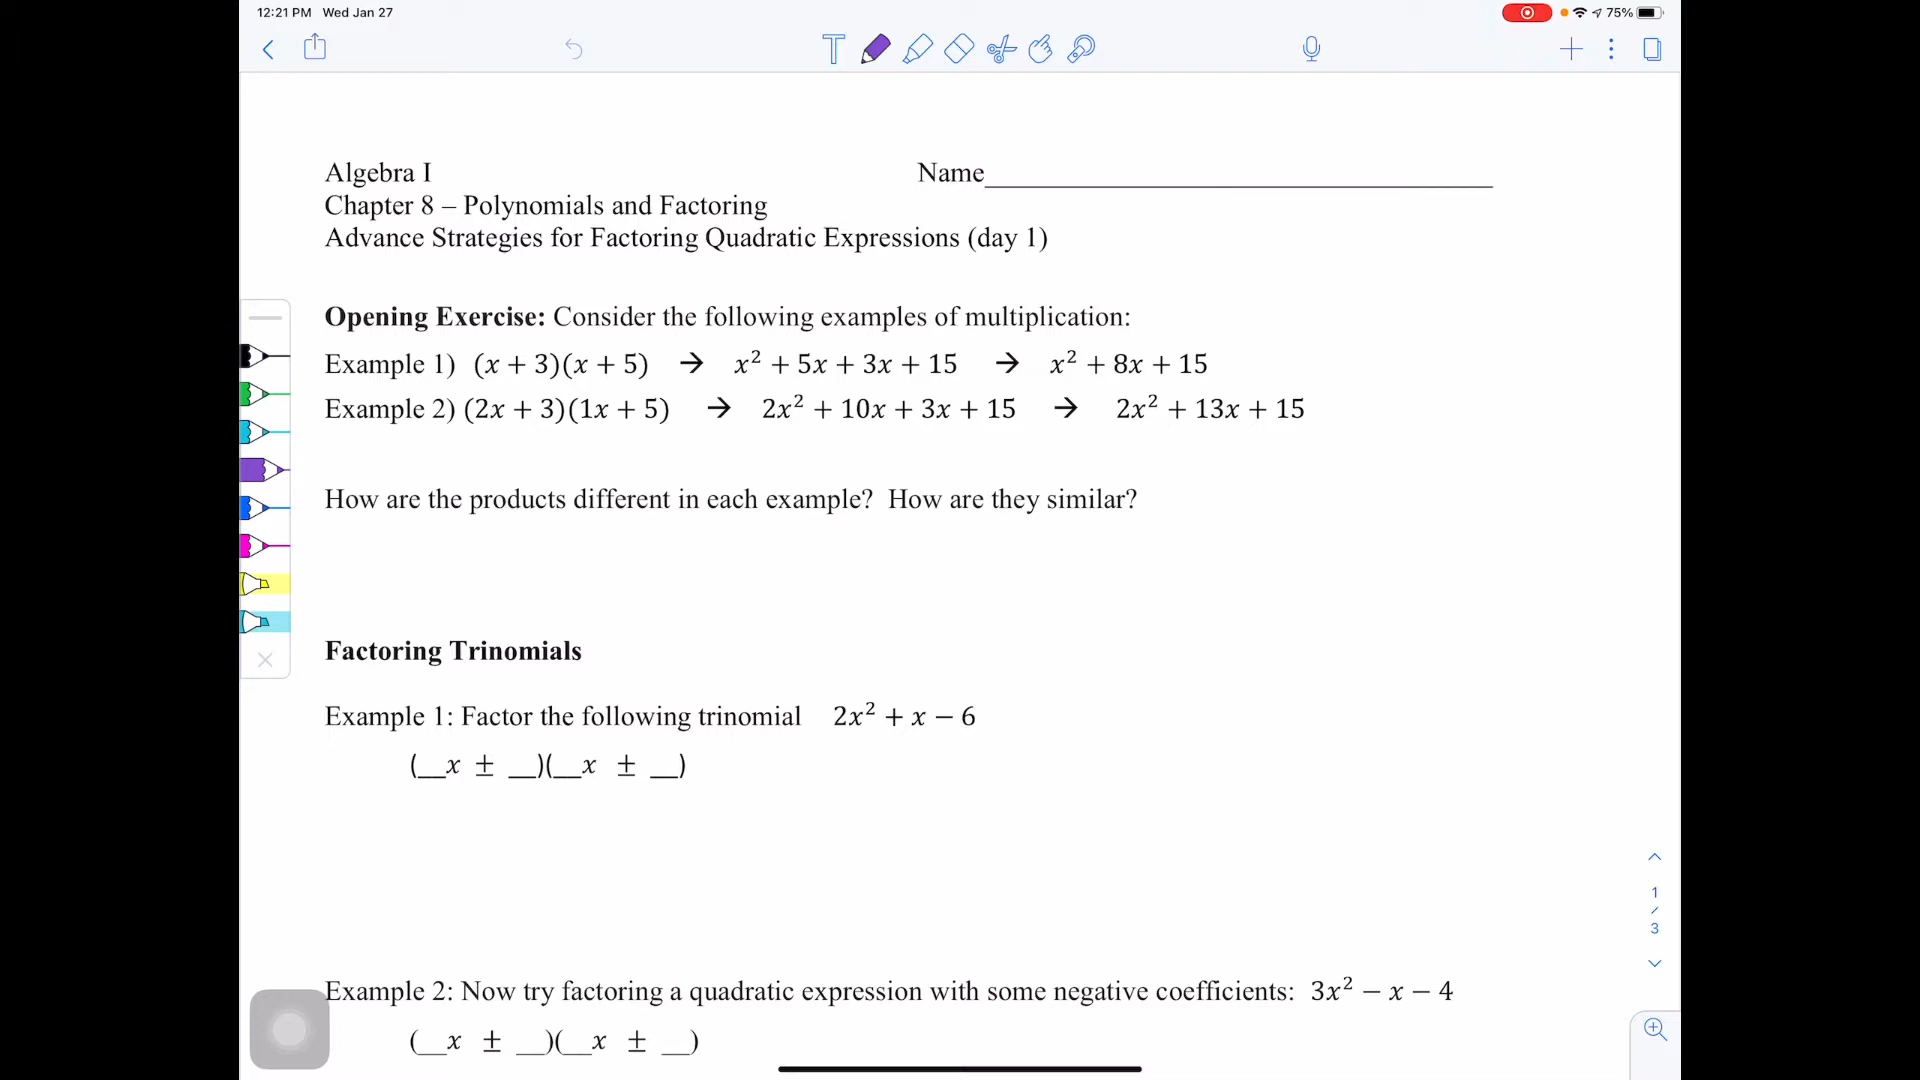 12:21 PM Wed Jan 27
75%
Algebra I Name____________________________________
Chapter 8 – Polynomials and Factoring
Advance Strategies for Factoring Quadratic Expressions (day 1)
Opening Exercise: Consider the following examples of multiplication:
Example 1) (x + 3)(x + 5) → x² + 5x + 3x + 15 → x² + 8x + 15
Example 2) (2x + 3)(1x + 5) → 2x² + 10x + 3x + 15 → 2x² + 13x + 15
How are the products different in each example? How are they similar?
Factoring Trinomials
Example 1: Factor the following trinomial 2x² + x − 6
(__x ± __)(__x ± __)
Example 2: Now try factoring a quadratic expression with some negative coefficients: 3x² − x − 4
(__x ± __)(__x ± __)
1
/
3